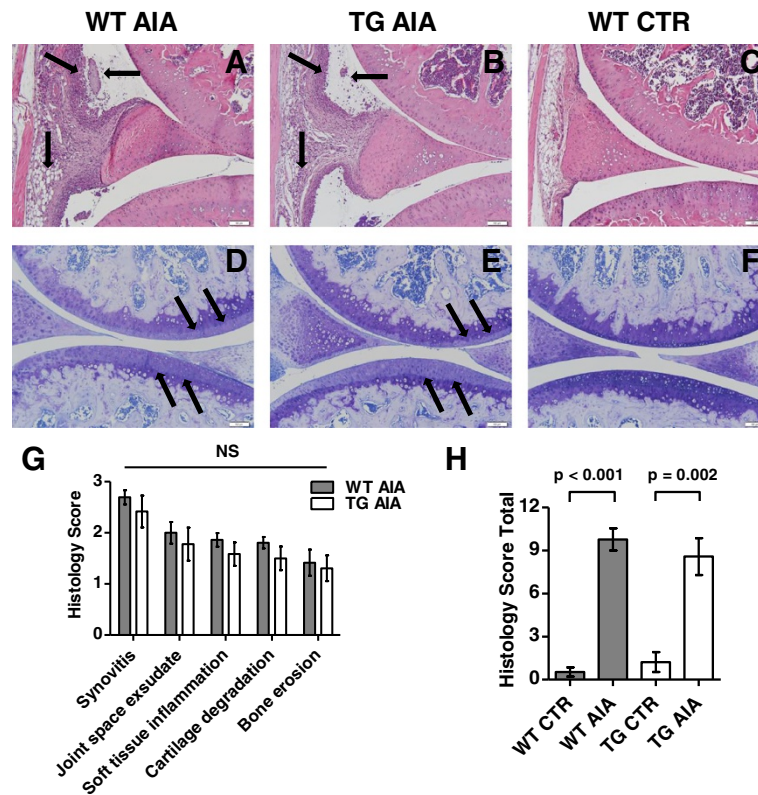 WT AIA TG AIA WT CTR
A B C
D E F
G
NS
WT AIA
TG AIA
Histology Score
3
2
1
0
Synovitis
Joint space exsudate
Soft tissue inflammation
Cartilage degradation
Bone erosion
H
p < 0.001 p = 0.002
Histology Score Total
12
9
6
3
0
WT CTR
WT AIA
TG CTR
TG AIA